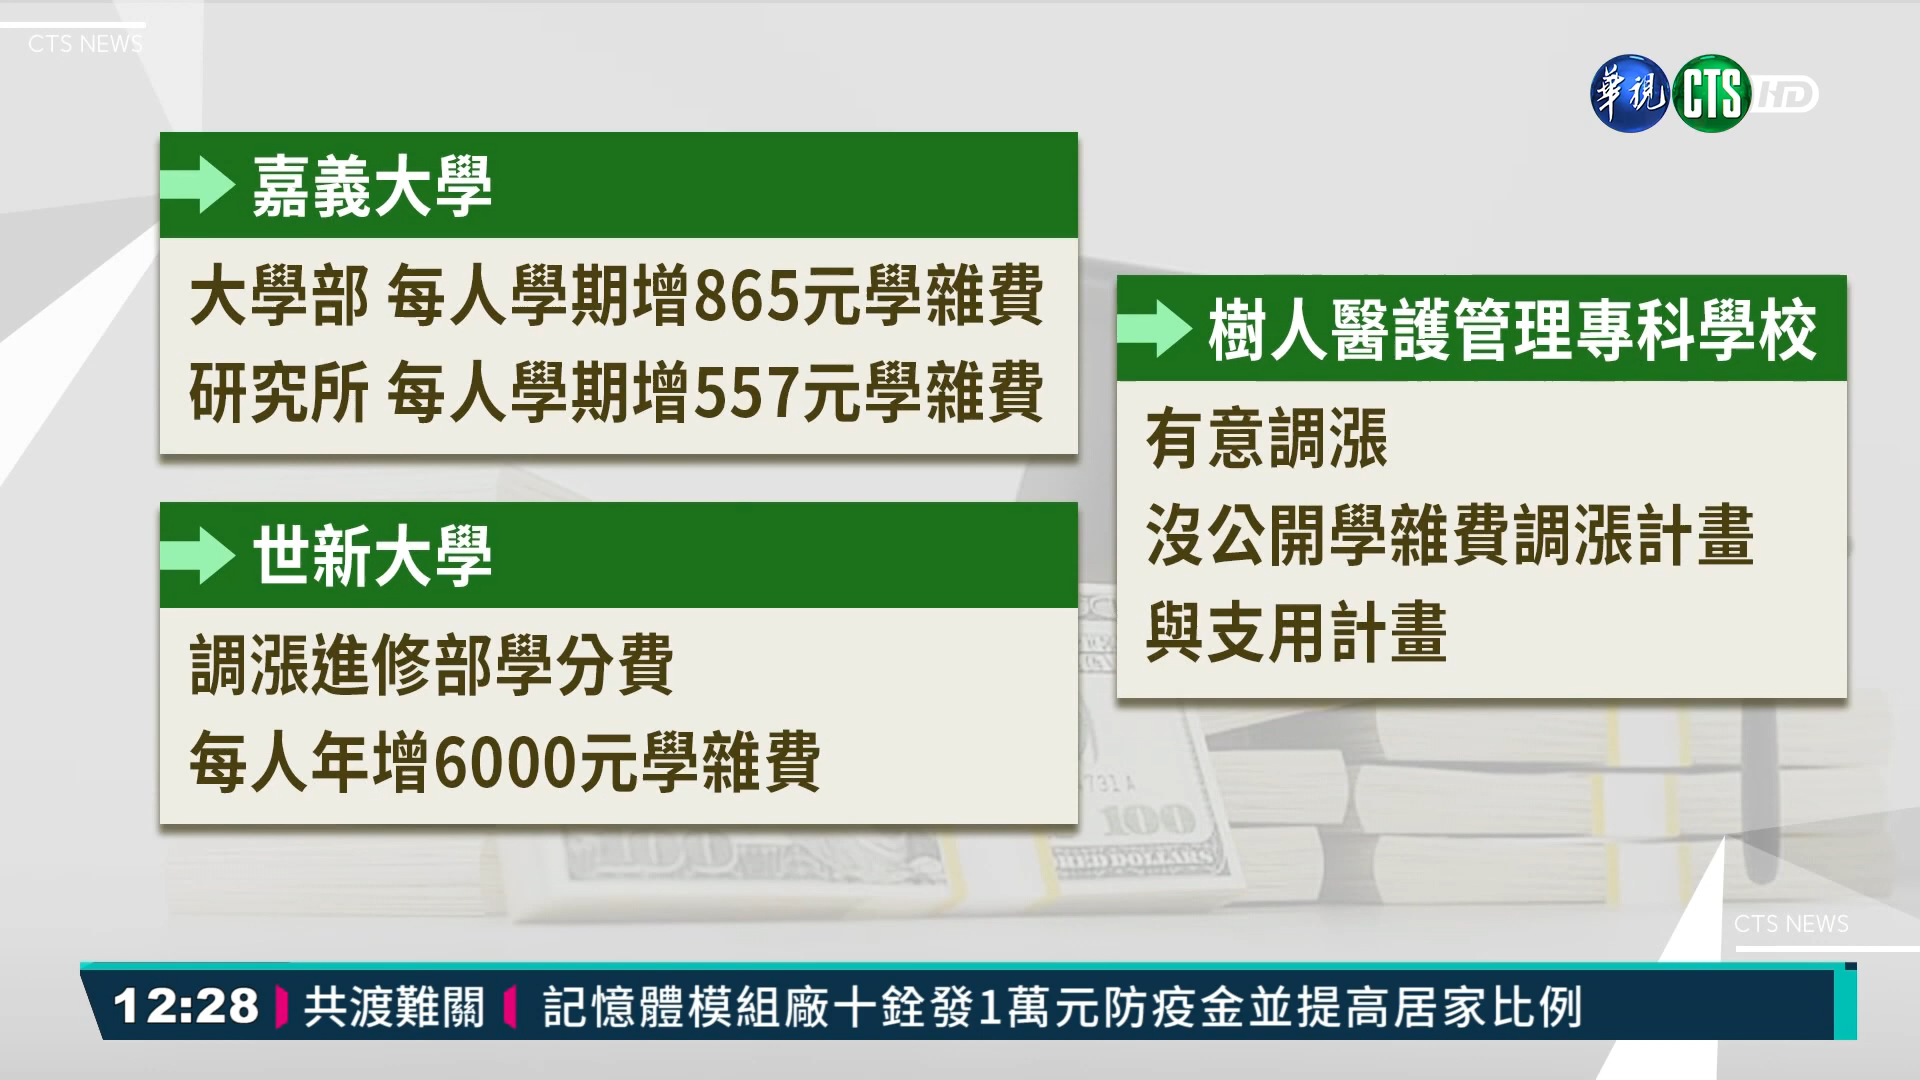 CTS NEWS
華視 CTS HD
嘉義大學
大學部 每人學期增865元學雜費
研究所 每人學期增557元學雜費
世新大學
調漲進修部學分費
每人年增6000元學雜費
樹人醫護管理專科學校
有意調漲
沒公開學雜費調漲計畫
與支用計畫
731A
100
100
RED DOLLARS
CTS NEWS
12:28 共渡難關 記憶體模組廠十銓發1萬元防疫金並提高居家比例